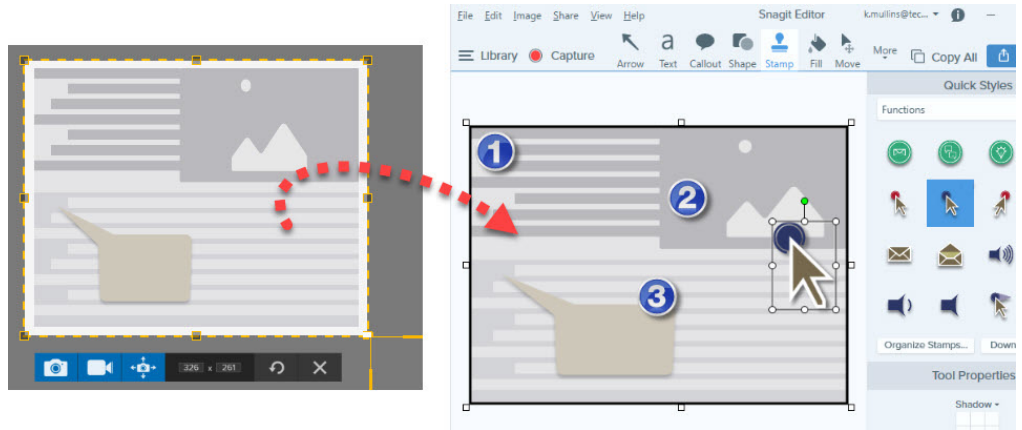 File Edit Image Share View Help Snagit Editor k.mullins@tec...
Library Capture Arrow Text Callout Shape Stamp Fill Move More Copy All
a
Quick Styles
Functions
1
2
3
326 x 261
Organize Stamps... Down
Tool Properties
Shadow